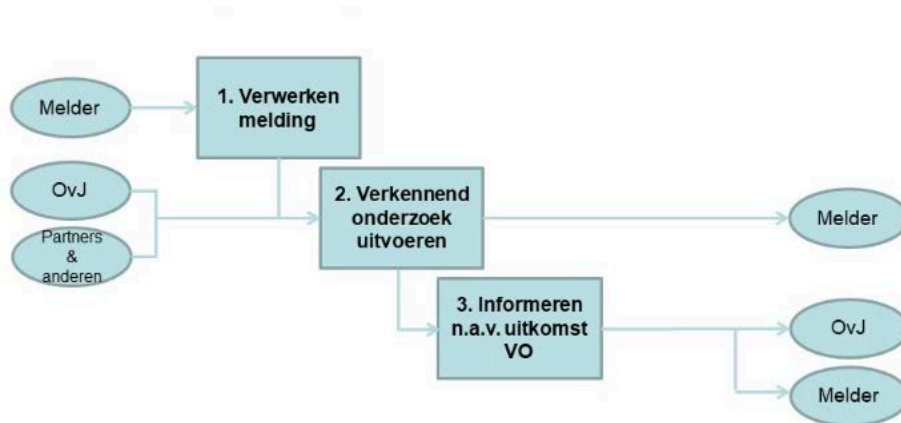 Melder
1. Verwerken
melding
OvJ
Partners
&
anderen
2. Verkennend
onderzoek
uitvoeren
Melder
3. Informeren
n.a.v. uitkomst
VO
OvJ
Melder